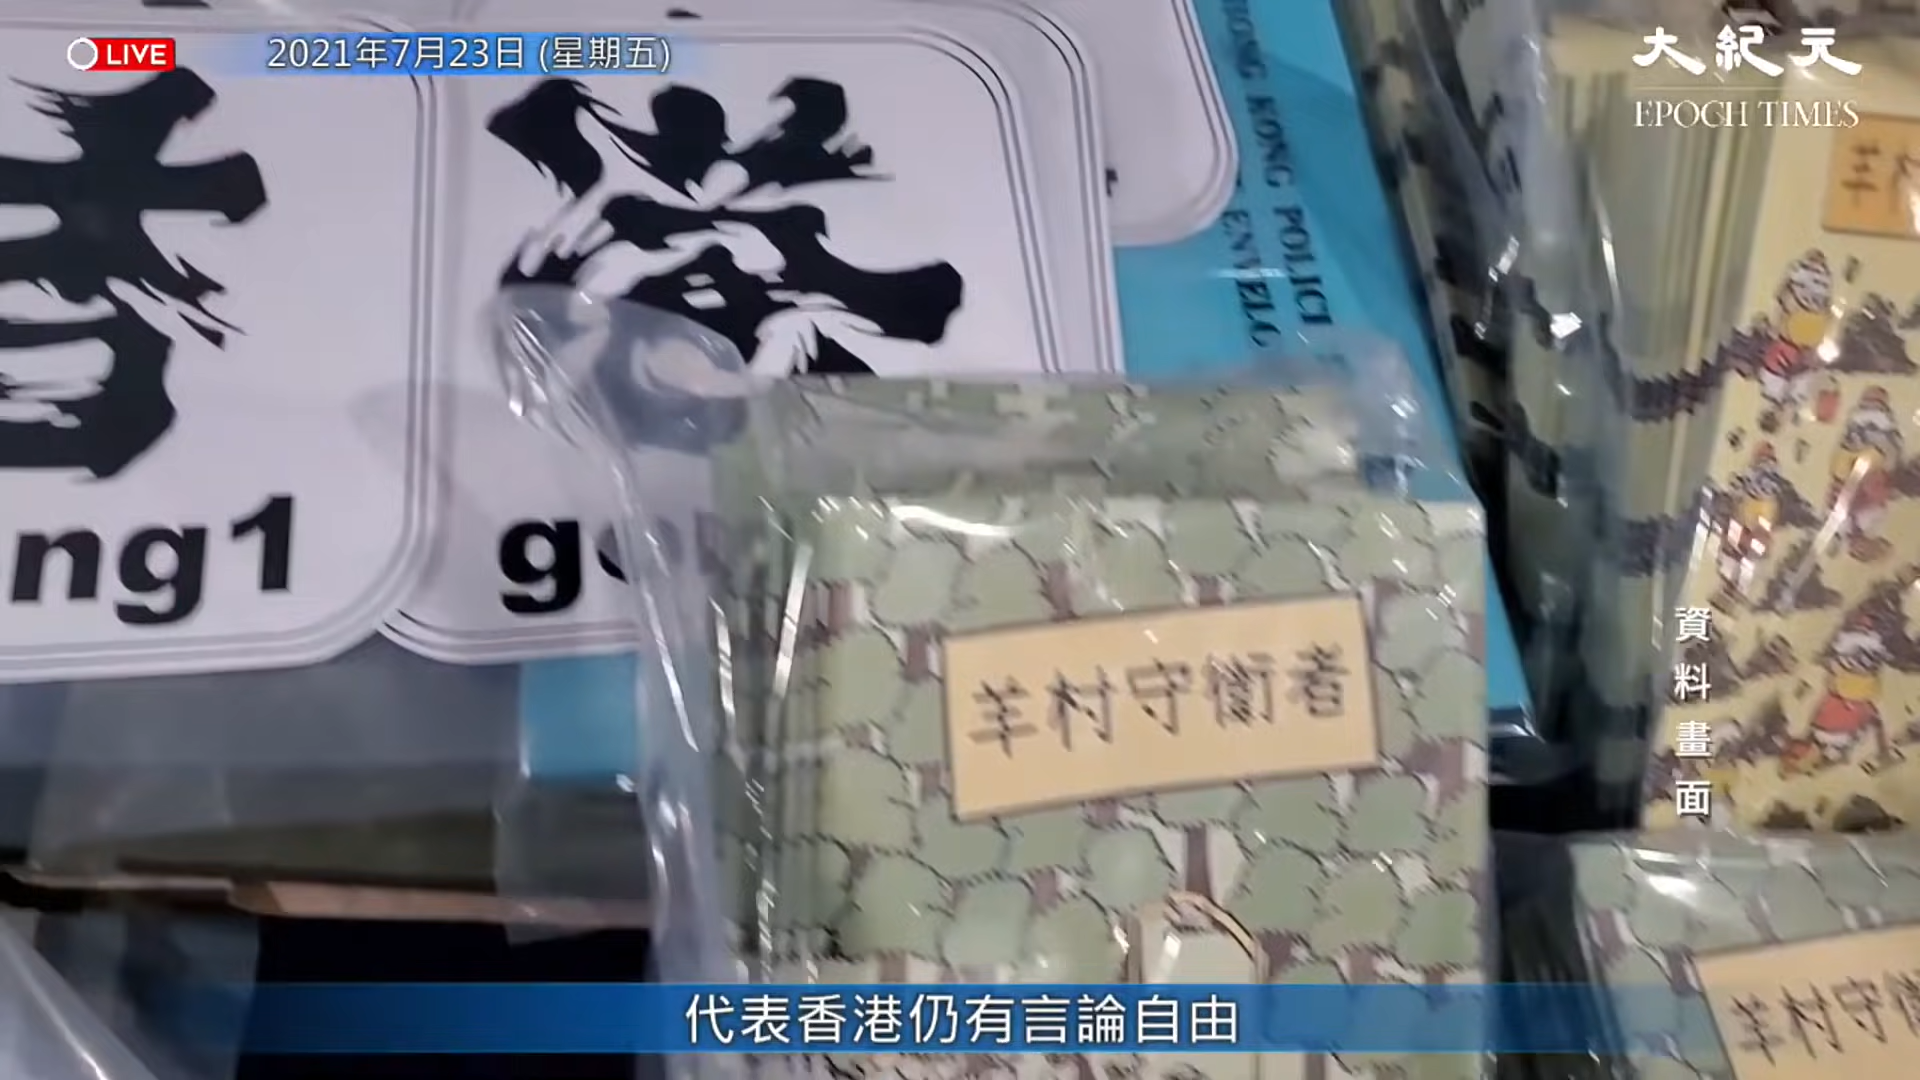 LIVE
2021年7月23日 (星期五)
大紀元
EPOCH TIMES
香
港
ng1
g
HONG KONG POLICE
羊村守衛者
羊
羊村守
資料畫面
代表香港仍有言論自由